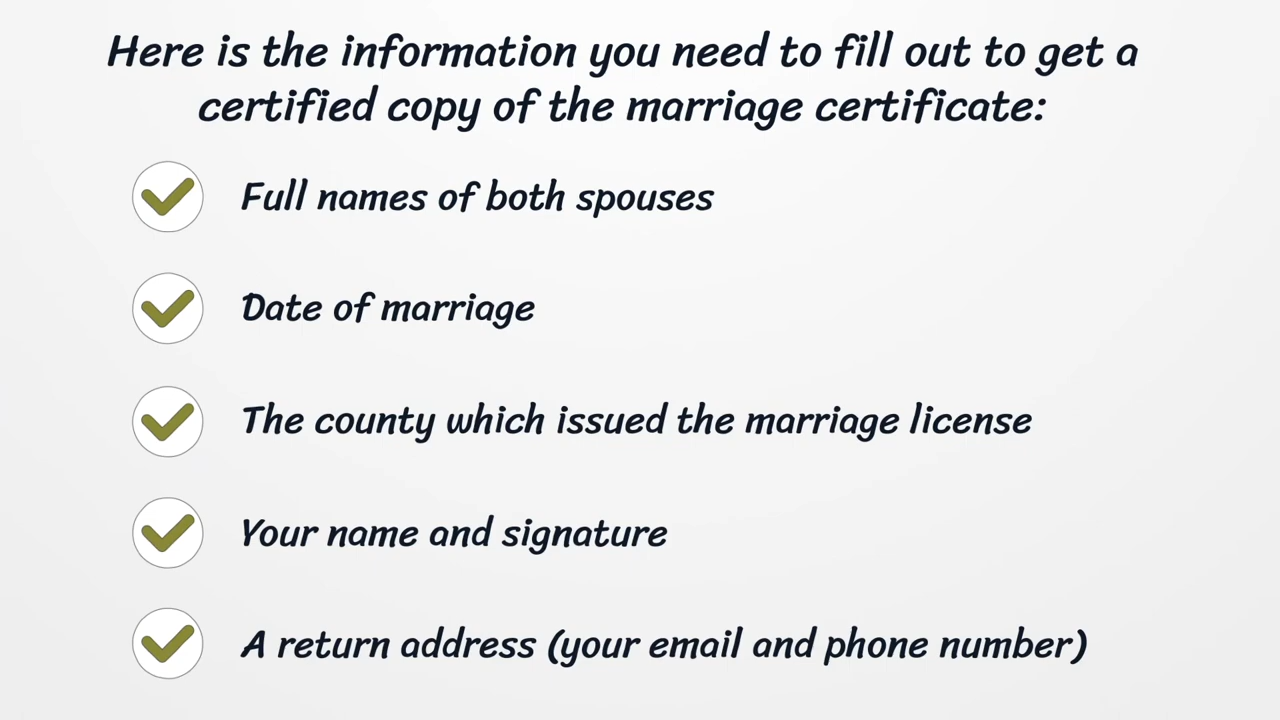 Here is the information you need to fill out to get a
certified copy of the marriage certificate:
Full names of both spouses
Date of marriage
The county which issued the marriage license
Your name and signature
A return address (your email and phone number)